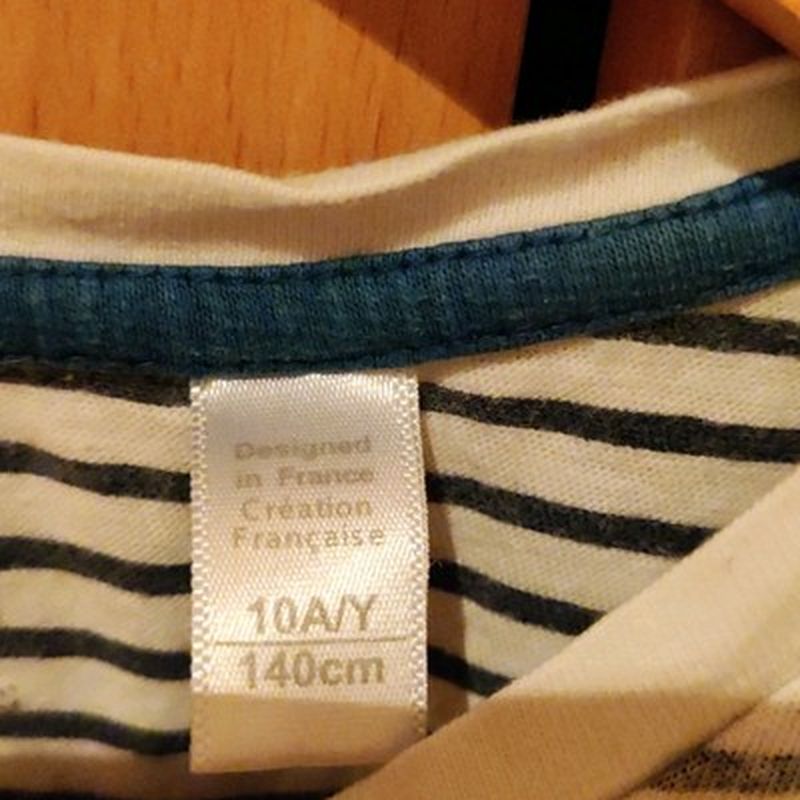 Designed
in France
Création
Française
10A/Y
140cm